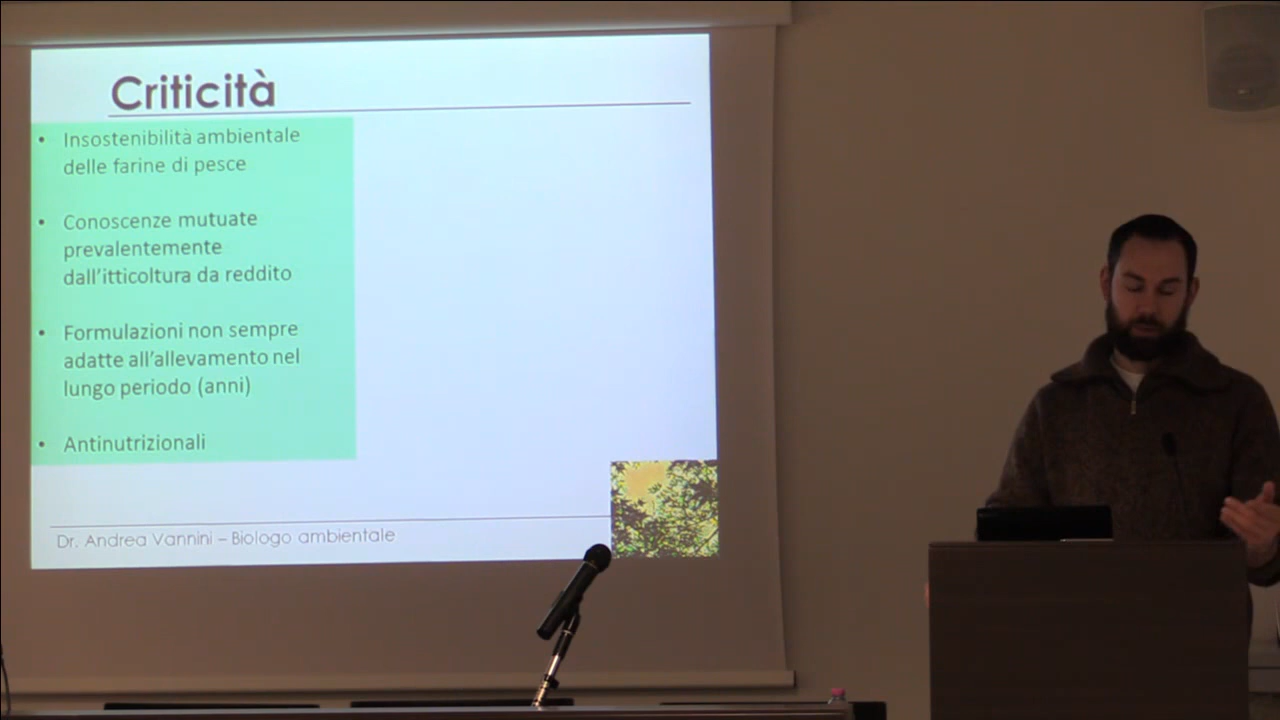 Criticità
• Insostenibilità ambientale
delle farine di pesce
• Conoscenze mutuate
prevalentemente
dall'itticoltura da reddito
• Formulazioni non sempre
adatte all'allevamento nel
lungo periodo (anni)
• Antinutrizionali
Dr. Andrea Vannini – Biologo ambientale